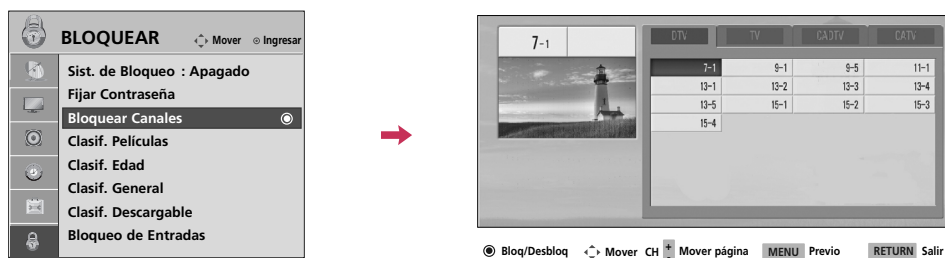 BLOQUEAR
Mover
Ingresar
Sist. de Bloqueo : Apagado
Fijar Contraseña
Bloquear Canales
Clasif. Películas
Clasif. Edad
Clasif. General
Clasif. Descargable
Bloqueo de Entradas
7-1
DTV TV CADTV CATV
7-1 9-1 9-5 11-1
13-1 13-2 13-3 13-4
13-5 15-1 15-2 15-3
15-4
Bloq/Desbloq Mover CH + - Mover página MENU Previo RETURN Salir